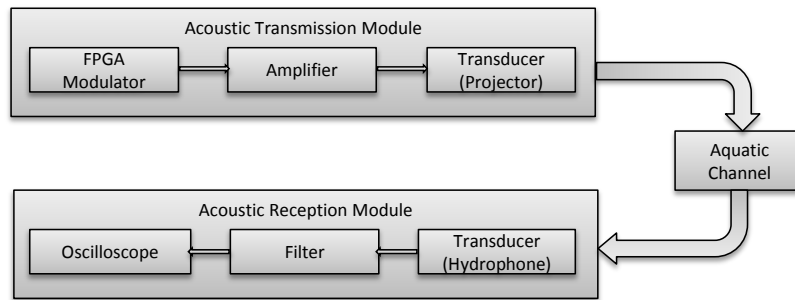 Acoustic Transmission Module
FPGA
Modulator
Amplifier
Transducer
(Projector)
Aquatic
Channel
Acoustic Reception Module
Oscilloscope
Filter
Transducer
(Hydrophone)